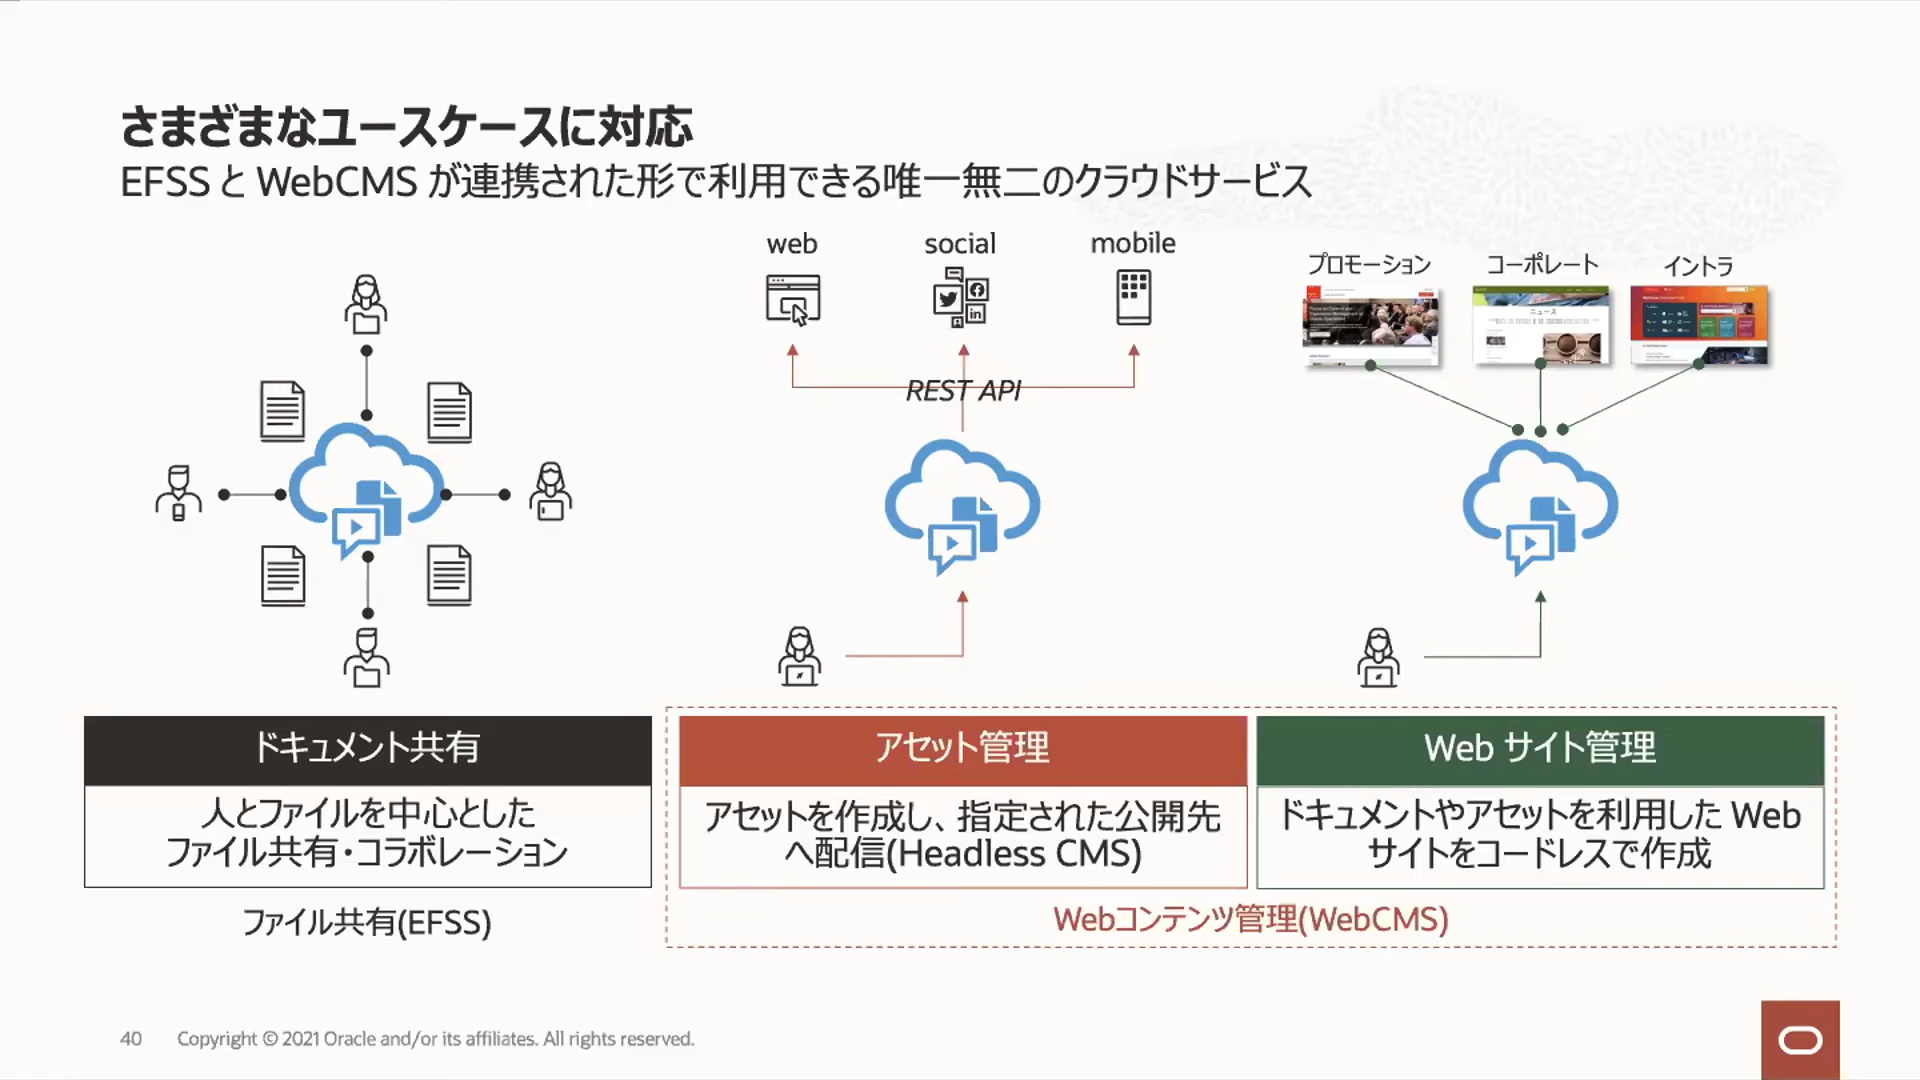 さまざまなユースケースに対応
EFSS と WebCMS が連携された形で利用できる唯一無二のクラウドサービス
web
social
mobile
REST API
プロモーション
コーポレート
イントラ
ニュース
ドキュメント共有
人とファイルを中心とした
ファイル共有・コラボレーション
ファイル共有(EFSS)
アセット管理
アセットを作成し、指定された公開先
へ配信(Headless CMS)
Web サイト管理
ドキュメントやアセットを利用した Web
サイトをコードレスで作成
Webコンテンツ管理(WebCMS)
40
Copyright © 2021 Oracle and/or its affiliates. All rights reserved.